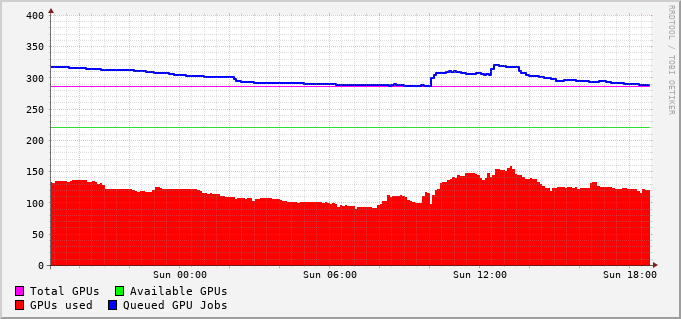 400
350
300
250
200
150
100
50
0
Sun 00:00 Sun 06:00 Sun 12:00 Sun 18:00
Total GPUs Available GPUs
GPUs used Queued GPU Jobs
RRDTOOL / TOBI OETIKER